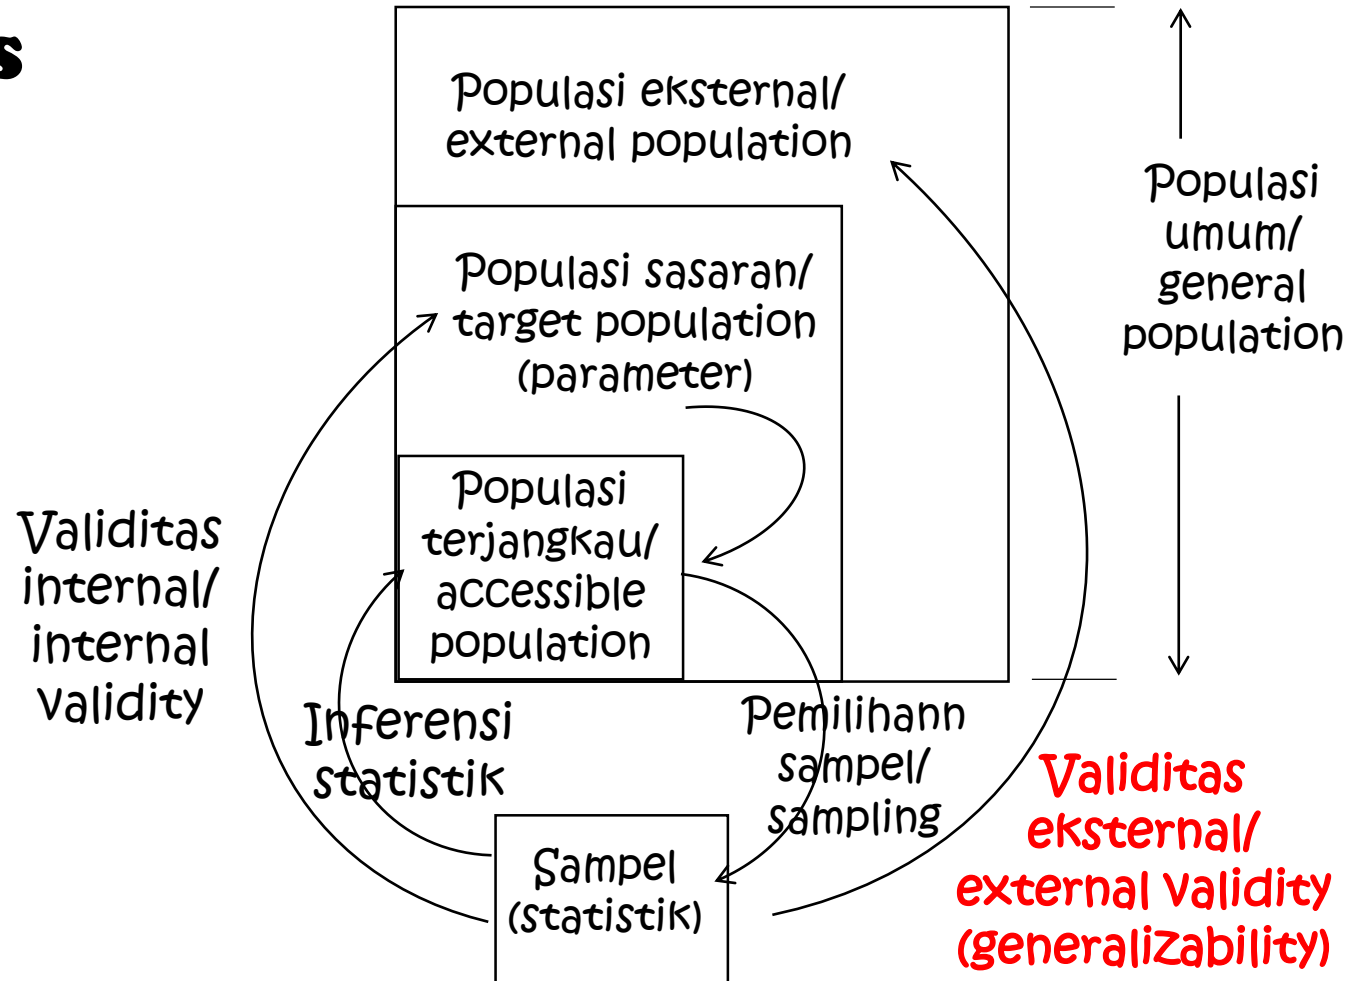 s
Populasi eksternal/
external population
Populasi
umum/
general
population
Populasi sasaran/
target population
(parameter)
Populasi
terjangkau/
accessible
population
Validitas
internal/
internal
validity
Inferensi
statistik
Pemilihann
sampel/
sampling
Validitas
eksternal/
external validity
(generalizability)
Sampel
(statistik)